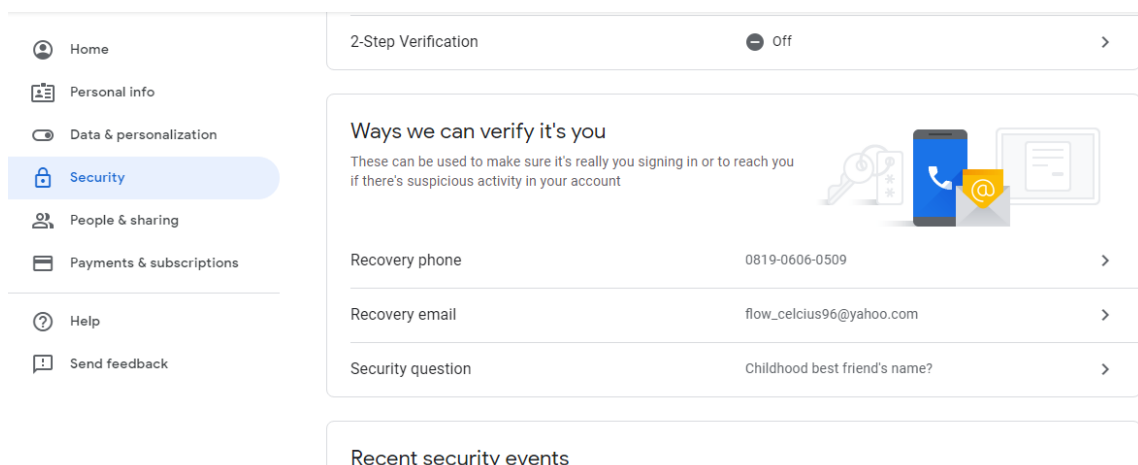 Home
Personal info
Data & personalization
Security
People & sharing
Payments & subscriptions
Help
Send feedback
2-Step Verification Off
Ways we can verify it's you
These can be used to make sure it's really you signing in or to reach you
if there's suspicious activity in your account
Recovery phone 0819-0606-0509
Recovery email flow_celcius96@yahoo.com
Security question Childhood best friend's name?
Recent security events